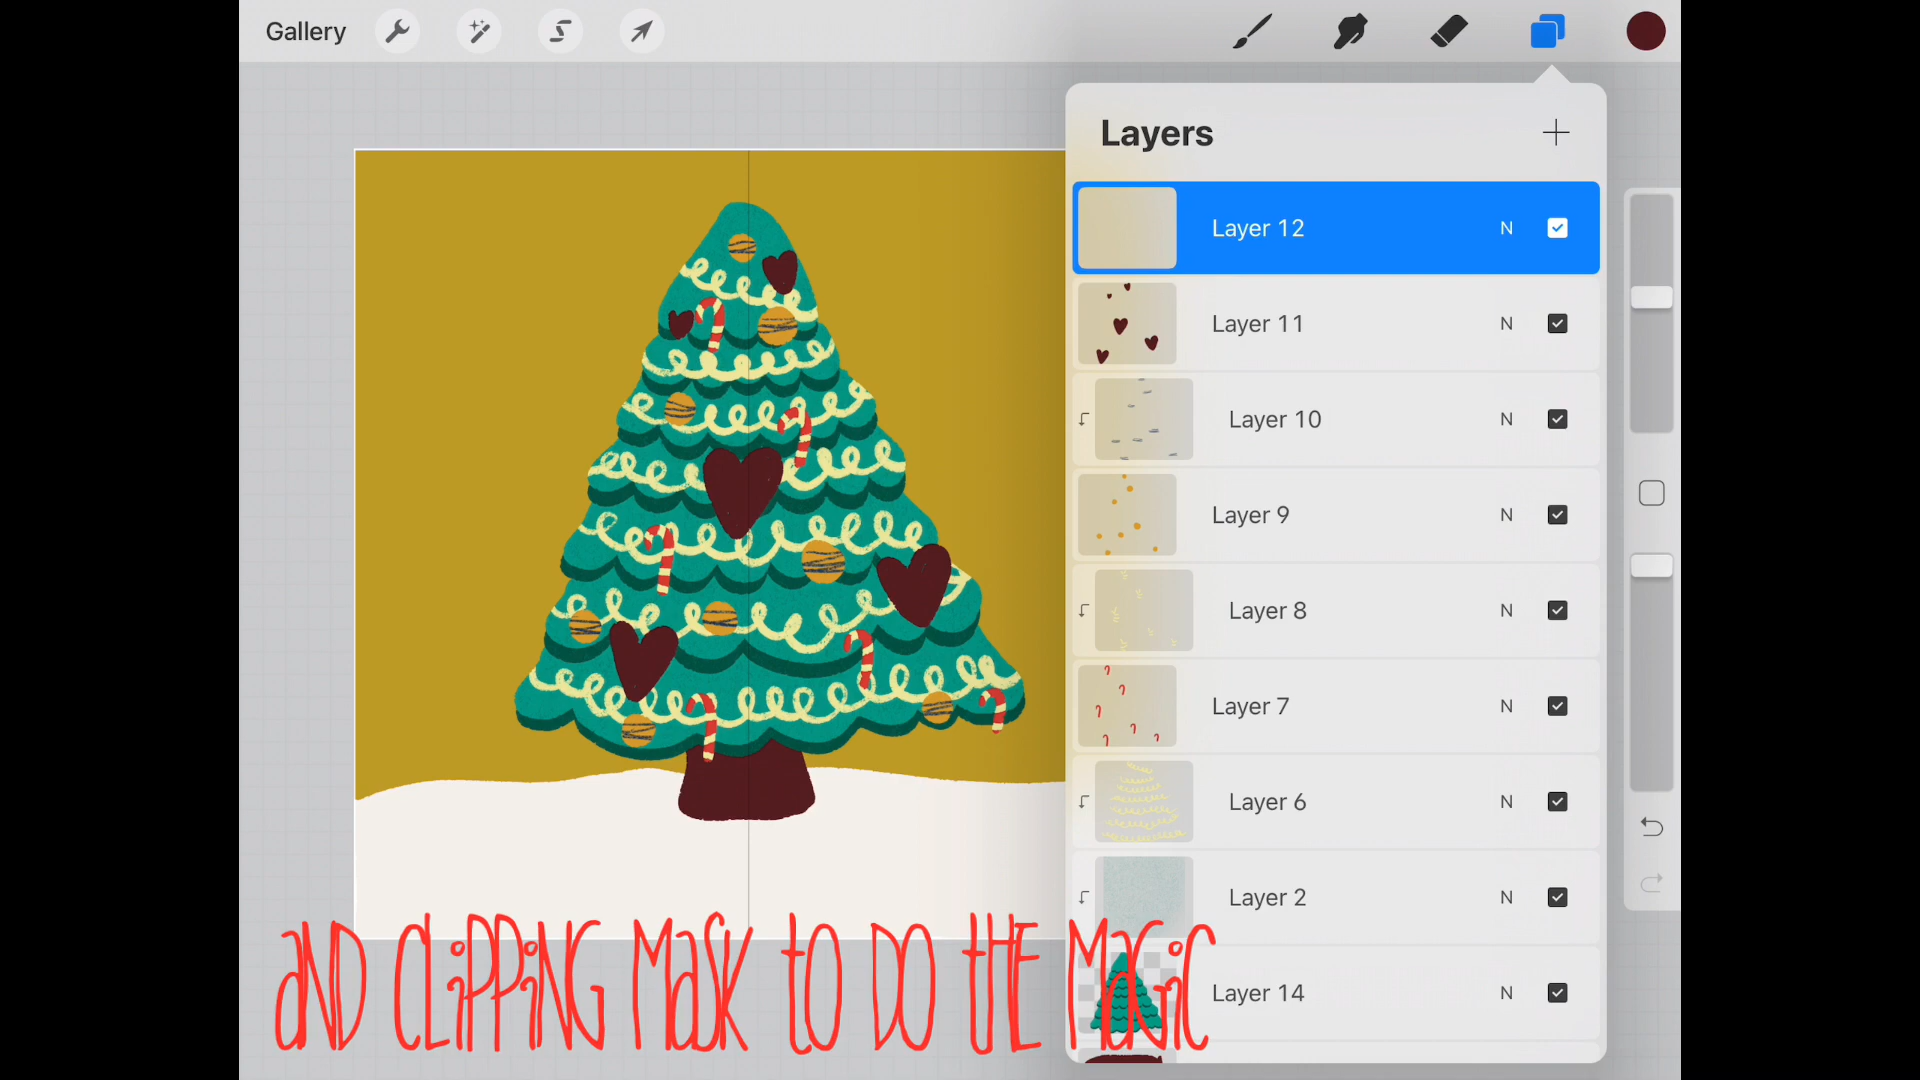 Gallery
Layers
Layer 12 N
Layer 11 N
Layer 10 N
Layer 9 N
Layer 8 N
Layer 7 N
Layer 6 N
Layer 2 N
Layer 14 N
aND CLiPPiNG MaSK to DO tHE MaGiC